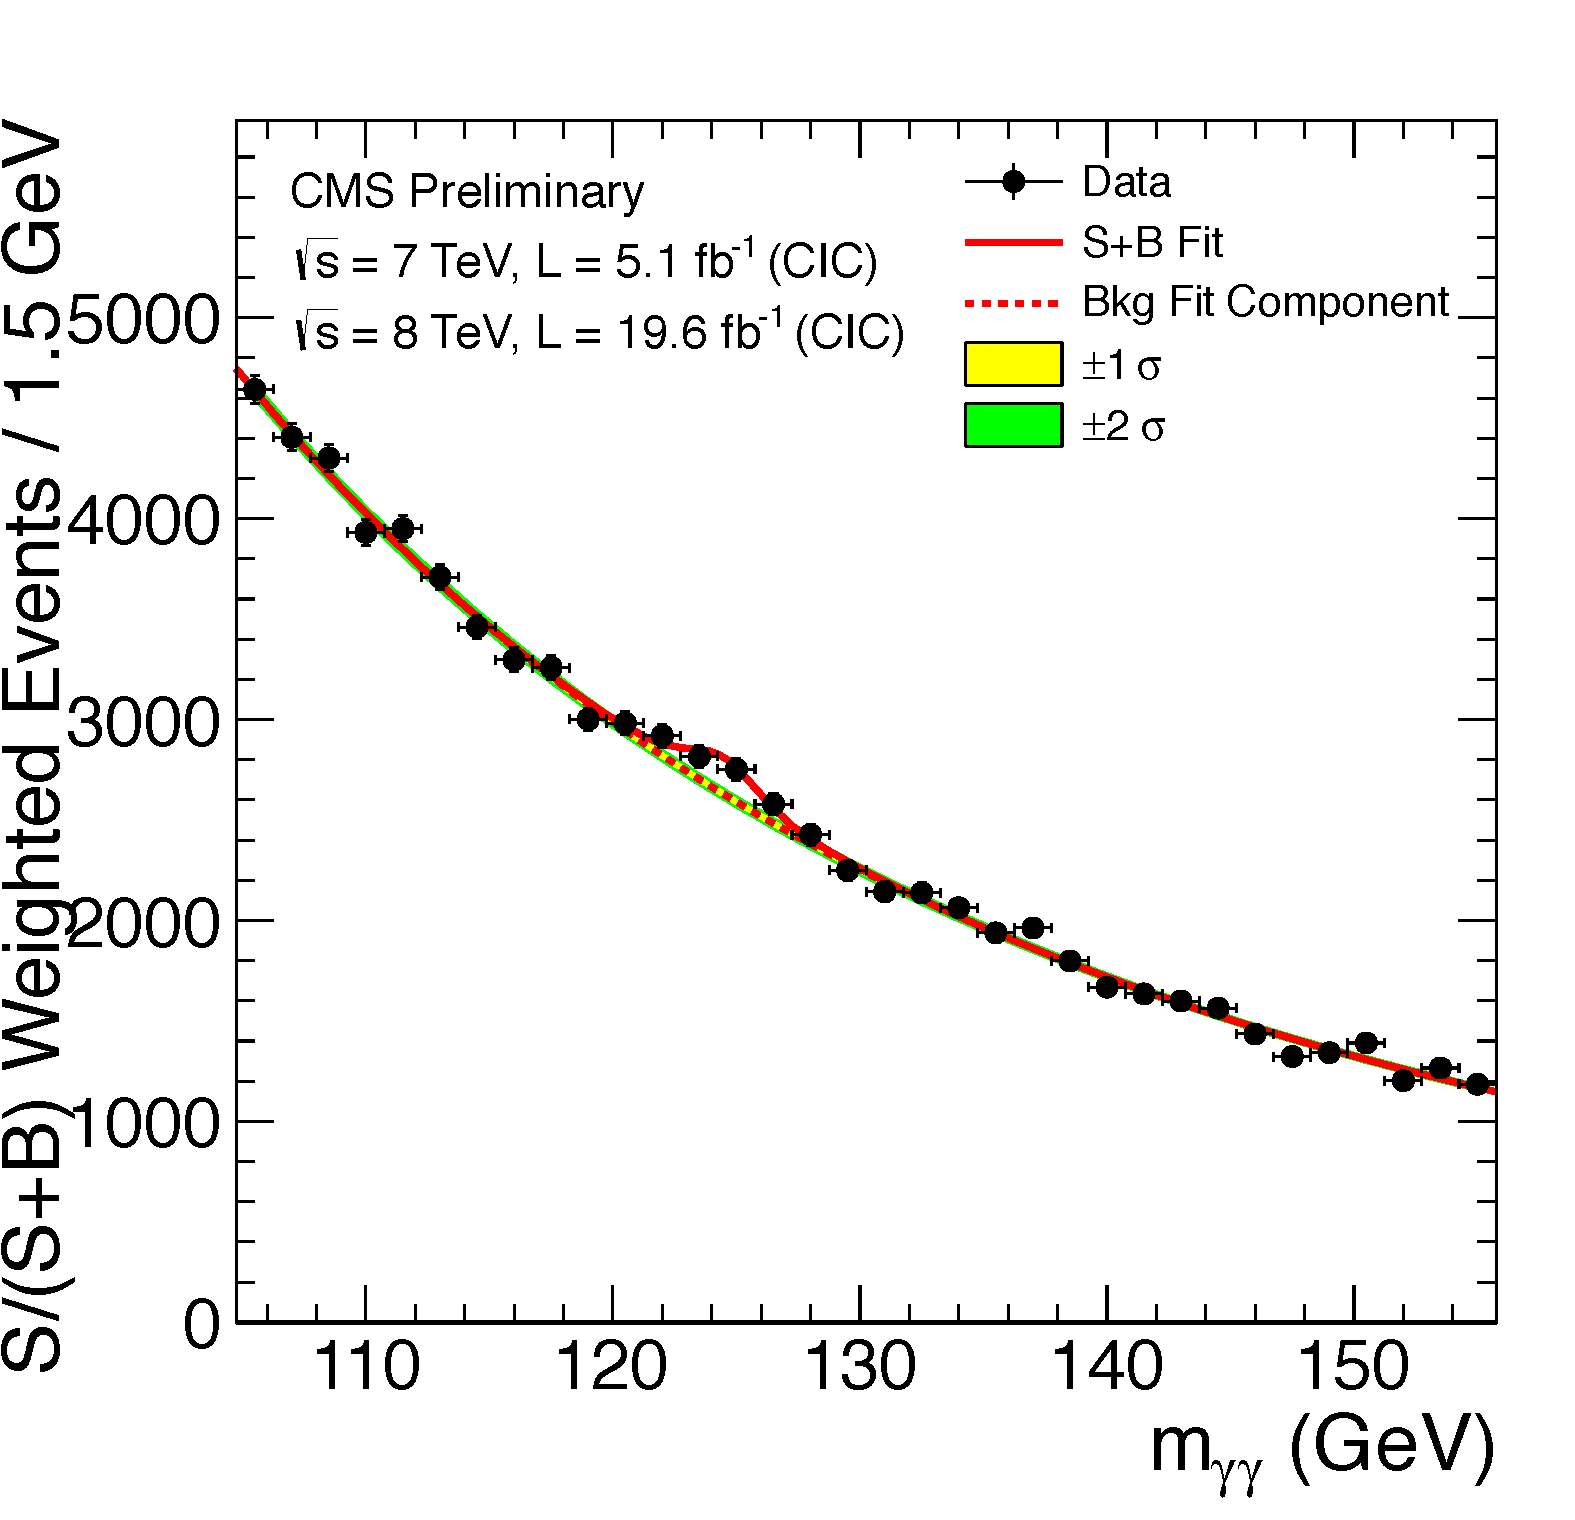 S/(S+B) Weighted Events / 1.5 GeV
CMS Preliminary
√s = 7 TeV, L = 5.1 fb-1 (CIC)
√s = 8 TeV, L = 19.6 fb-1 (CIC)
Data
S+B Fit
Bkg Fit Component
±1 σ
±2 σ
5000
4000
3000
2000
1000
0
110 120 130 140 150
mγγ (GeV)